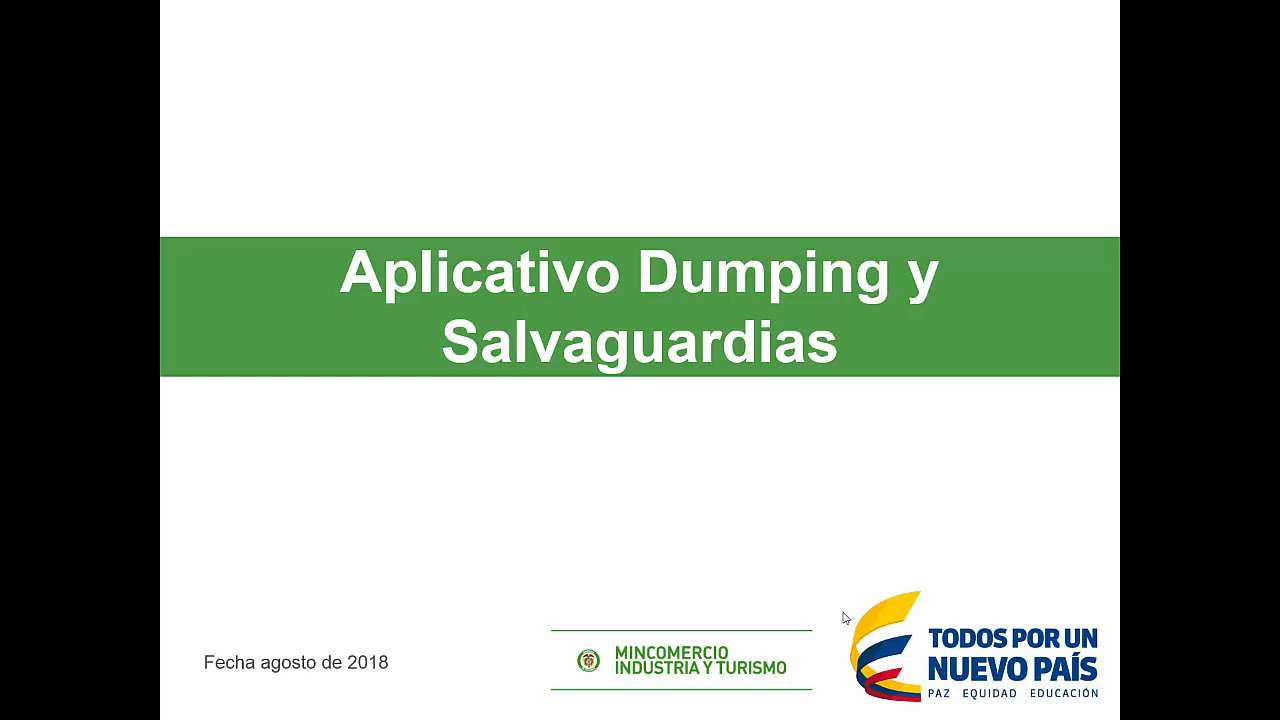 Aplicativo Dumping y
Salvaguardias
Fecha agosto de 2018
MINCOMERCIO
INDUSTRIA Y TURISMO
TODOS POR UN
NUEVO PAÍS
PAZ EQUIDAD EDUCACIÓN